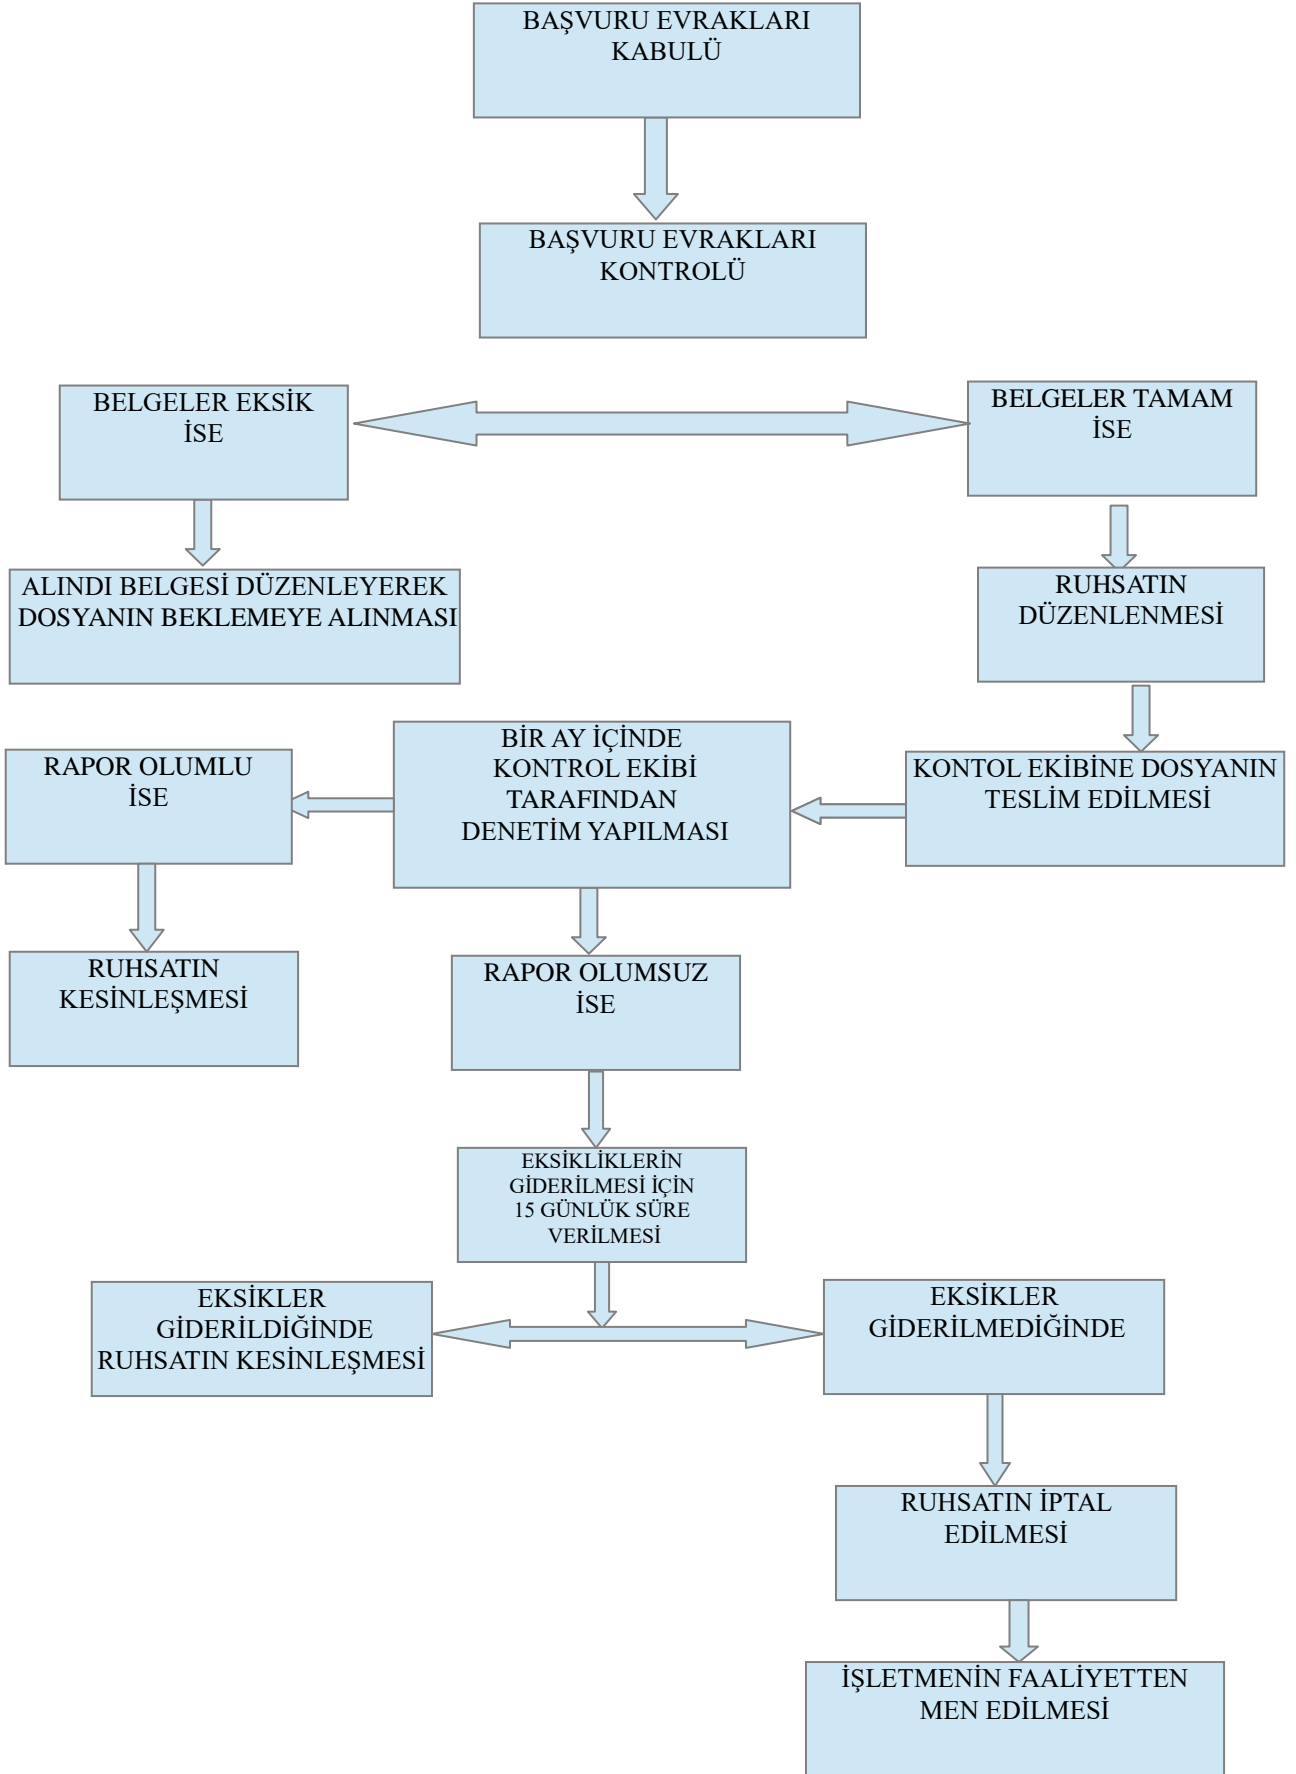 BAŞVURU EVRAKLARI
KABULÜ
BAŞVURU EVRAKLARI
KONTROLÜ
BELGELER EKSİK
İSE
BELGELER TAMAM
İSE
ALINDI BELGESİ DÜZENLEYEREK
DOSYANIN BEKLEMEYE ALINMASI
RUHSATIN
DÜZENLENMESİ
RAPOR OLUMLU
İSE
BİR AY İÇİNDE
KONTROL EKİBİ
TARAFINDAN
DENETİM YAPILMASI
KONTOL EKİBİNE DOSYANIN
TESLİM EDİLMESİ
RUHSATIN
KESİNLEŞMESİ
RAPOR OLUMSUZ
İSE
EKSİKLİKLERİN
GİDERİLMESİ İÇİN
15 GÜNLÜK SÜRE
VERİLMESİ
EKSİKLER
GİDERİLDİĞİNDE
RUHSATIN KESİNLEŞMESİ
EKSİKLER
GİDERİLMEDİĞİNDE
RUHSATIN İPTAL
EDİLMESİ
İŞLETMENİN FAALİYETTEN
MEN EDİLMESİ